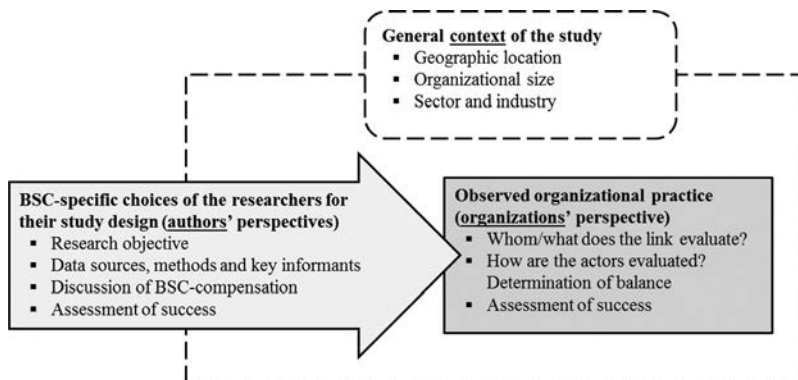 General context of the study
▪ Geographic location
▪ Organizational size
▪ Sector and industry
BSC-specific choices of the researchers for
their study design (authors' perspectives)
▪ Research objective
▪ Data sources, methods and key informants
▪ Discussion of BSC-compensation
▪ Assessment of success
Observed organizational practice
(organizations' perspective)
▪ Whom/what does the link evaluate?
▪ How are the actors evaluated?
Determination of balance
▪ Assessment of success